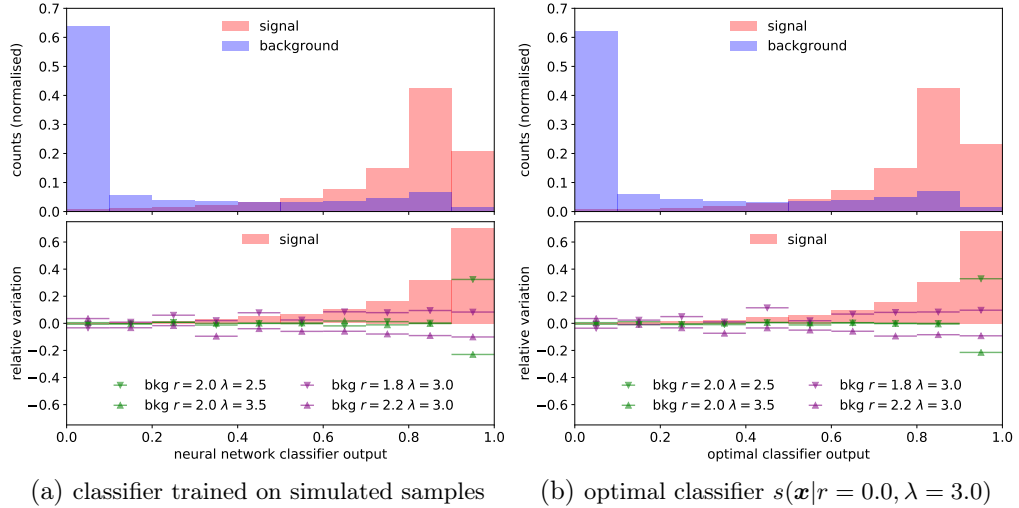 0.7
0.6
0.5
0.4
0.3
0.2
0.1
0.0
counts (normalised)
signal
background
0.6
0.4
0.2
0.0
−0.2
−0.4
−0.6
relative variation
signal
bkg r = 2.0 λ = 2.5 bkg r = 1.8 λ = 3.0
bkg r = 2.0 λ = 3.5 bkg r = 2.2 λ = 3.0
0.0 0.2 0.4 0.6 0.8 1.0
neural network classifier output
(a) classifier trained on simulated samples
0.7
0.6
0.5
0.4
0.3
0.2
0.1
0.0
counts (normalised)
signal
background
0.6
0.4
0.2
0.0
−0.2
−0.4
−0.6
relative variation
signal
bkg r = 2.0 λ = 2.5 bkg r = 1.8 λ = 3.0
bkg r = 2.0 λ = 3.5 bkg r = 2.2 λ = 3.0
0.0 0.2 0.4 0.6 0.8 1.0
optimal classifier output
(b) optimal classifier s(x|r = 0.0, λ = 3.0)